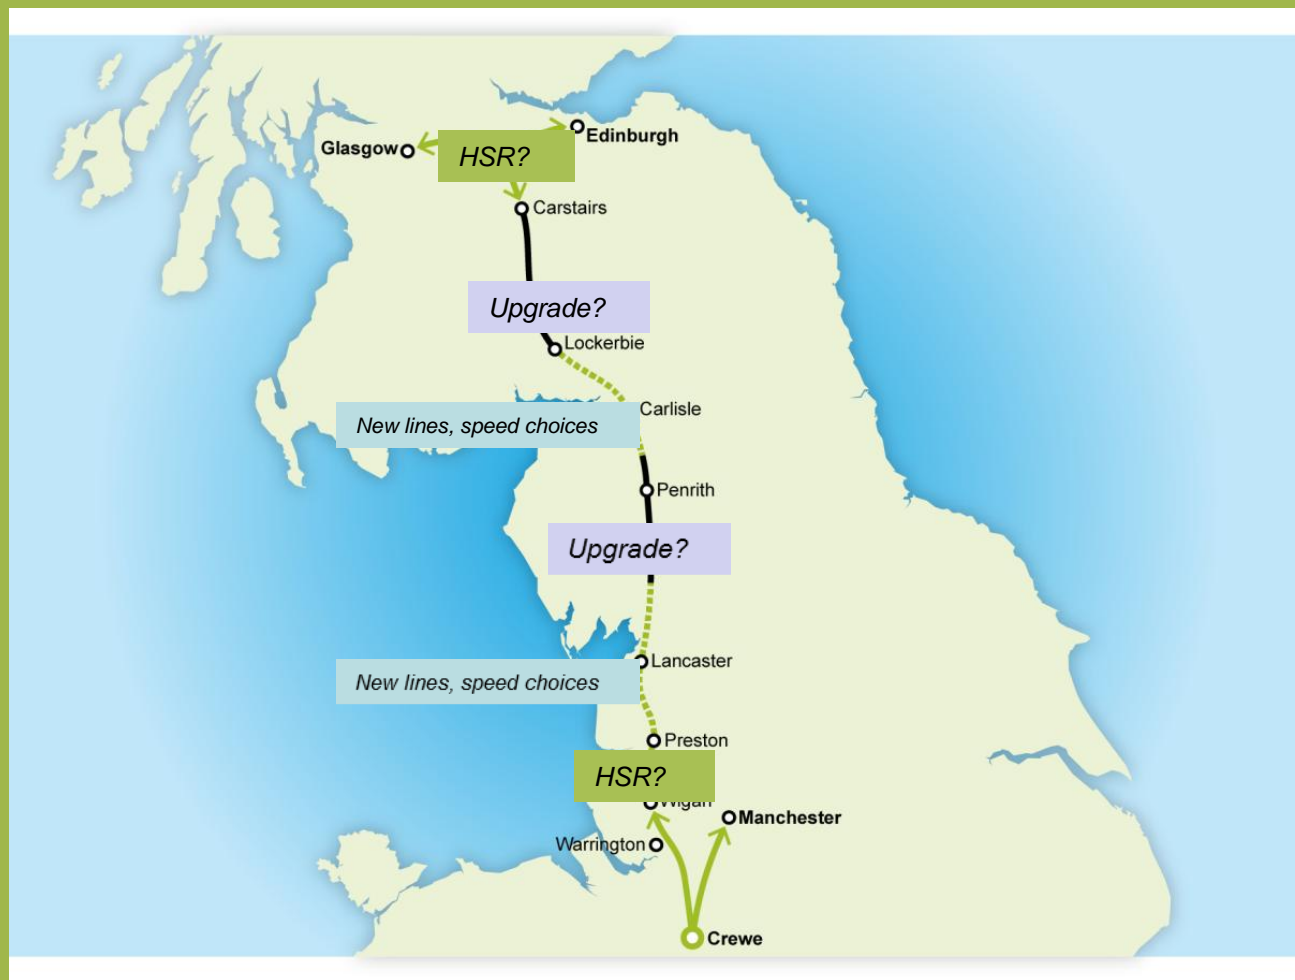 Edinburgh
Glasgow
HSR?
Carstairs
Upgrade?
Lockerbie
Carlisle
New lines, speed choices
Penrith
Upgrade?
Lancaster
New lines, speed choices
Preston
HSR?
Wigan
Manchester
Warrington
Crewe